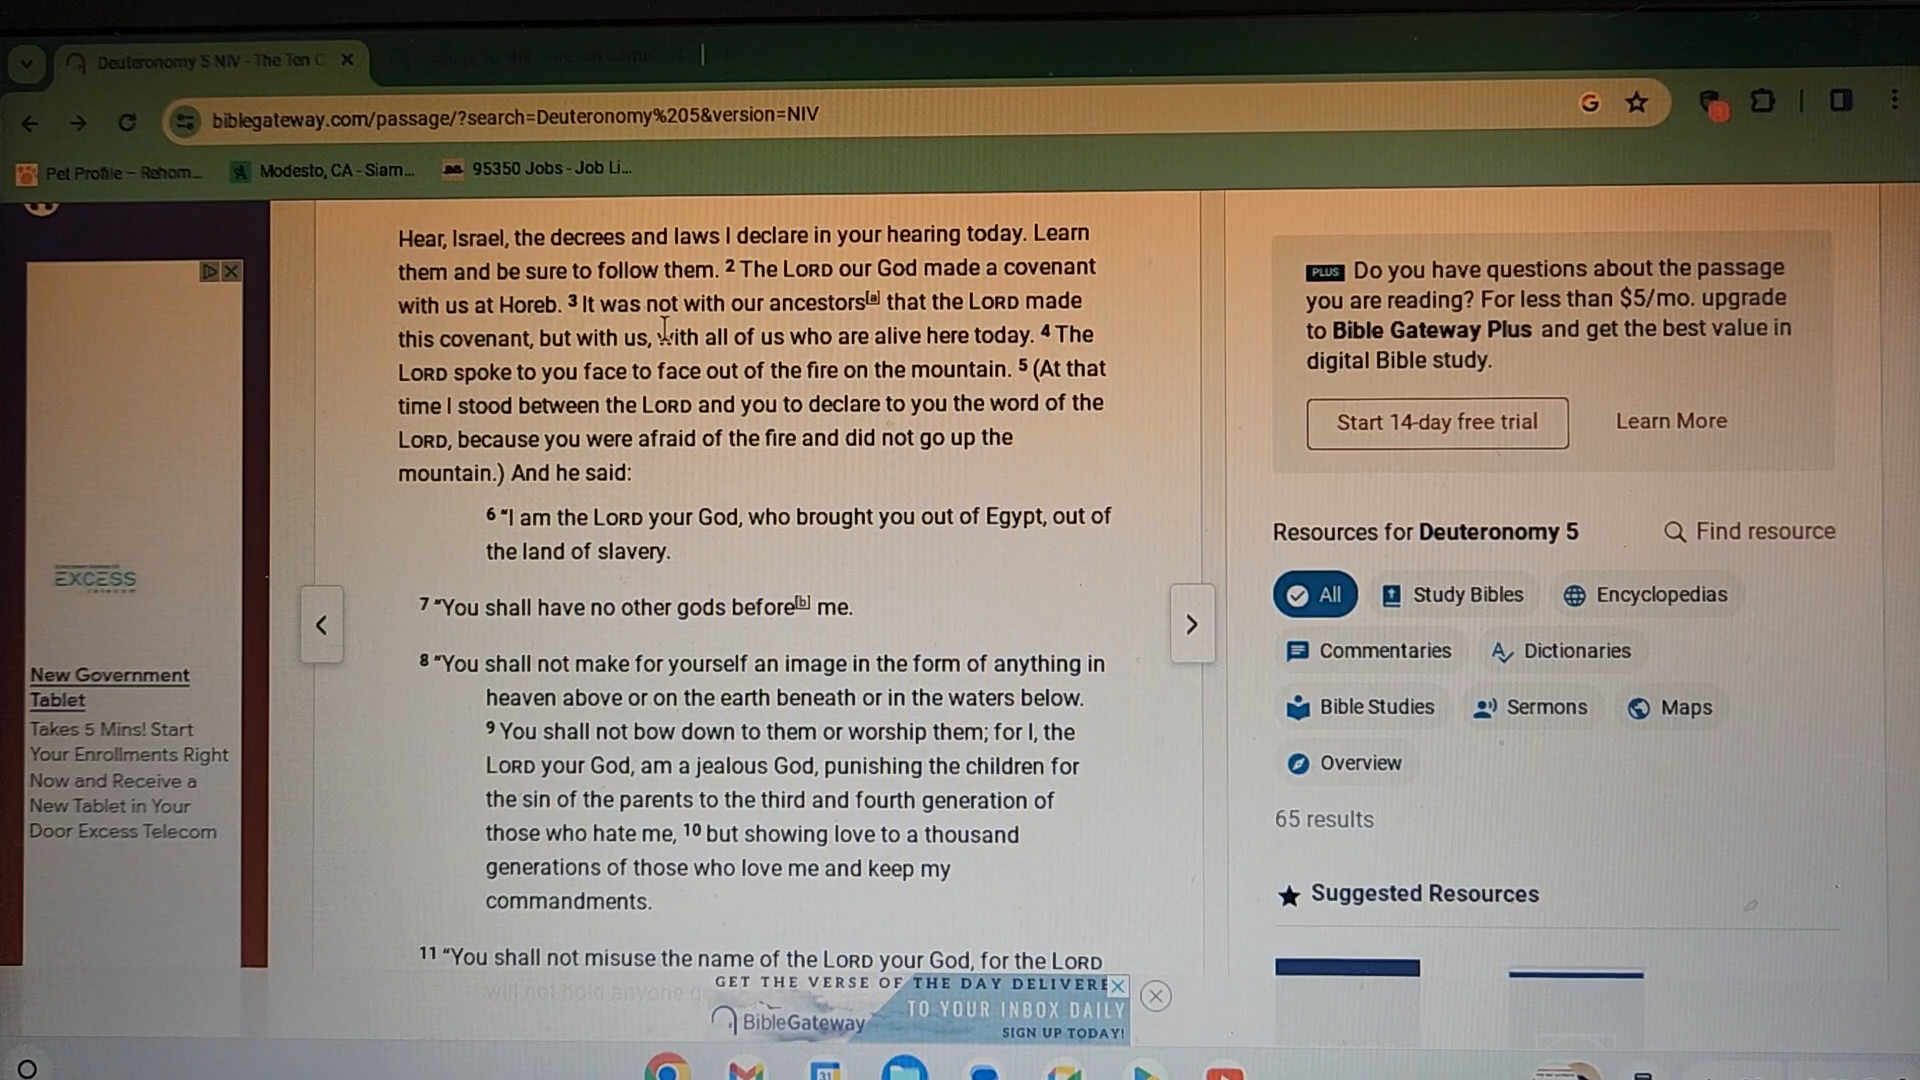 Deuteronomy 5 NIV - The Ten C
biblegateway.com/passage/?search=Deuteronomy%205&version=NIV
Pet Profile – Rehom...
Modesto, CA - Siam...
95350 Jobs - Job Li...
Hear, Israel, the decrees and laws I declare in your hearing today. Learn
them and be sure to follow them. 2 The LORD our God made a covenant
with us at Horeb. 3 It was not with our ancestors[a] that the LORD made
this covenant, but with us, with all of us who are alive here today. 4 The
LORD spoke to you face to face out of the fire on the mountain. 5 (At that
time I stood between the LORD and you to declare to you the word of the
LORD, because you were afraid of the fire and did not go up the
mountain.) And he said:
6 “I am the LORD your God, who brought you out of Egypt, out of
the land of slavery.
7 “You shall have no other gods before[b] me.
8 “You shall not make for yourself an image in the form of anything in
heaven above or on the earth beneath or in the waters below.
9 You shall not bow down to them or worship them; for I, the
LORD your God, am a jealous God, punishing the children for
the sin of the parents to the third and fourth generation of
those who hate me, 10 but showing love to a thousand
generations of those who love me and keep my
commandments.
11 “You shall not misuse the name of the LORD your God, for the LORD
will not hold anyone
GET THE VERSE OF THE DAY DELIVERE
TO YOUR INBOX DAILY
BibleGateway
SIGN UP TODAY!
EXCESS
New Government
Tablet
Takes 5 Mins! Start
Your Enrollments Right
Now and Receive a
New Tablet in Your
Door Excess Telecom
PLUS Do you have questions about the passage
you are reading? For less than $5/mo. upgrade
to Bible Gateway Plus and get the best value in
digital Bible study.
Start 14-day free trial
Learn More
Resources for Deuteronomy 5
Find resource
All
Study Bibles
Encyclopedias
Commentaries
Dictionaries
Bible Studies
Sermons
Maps
Overview
65 results
Suggested Resources
31